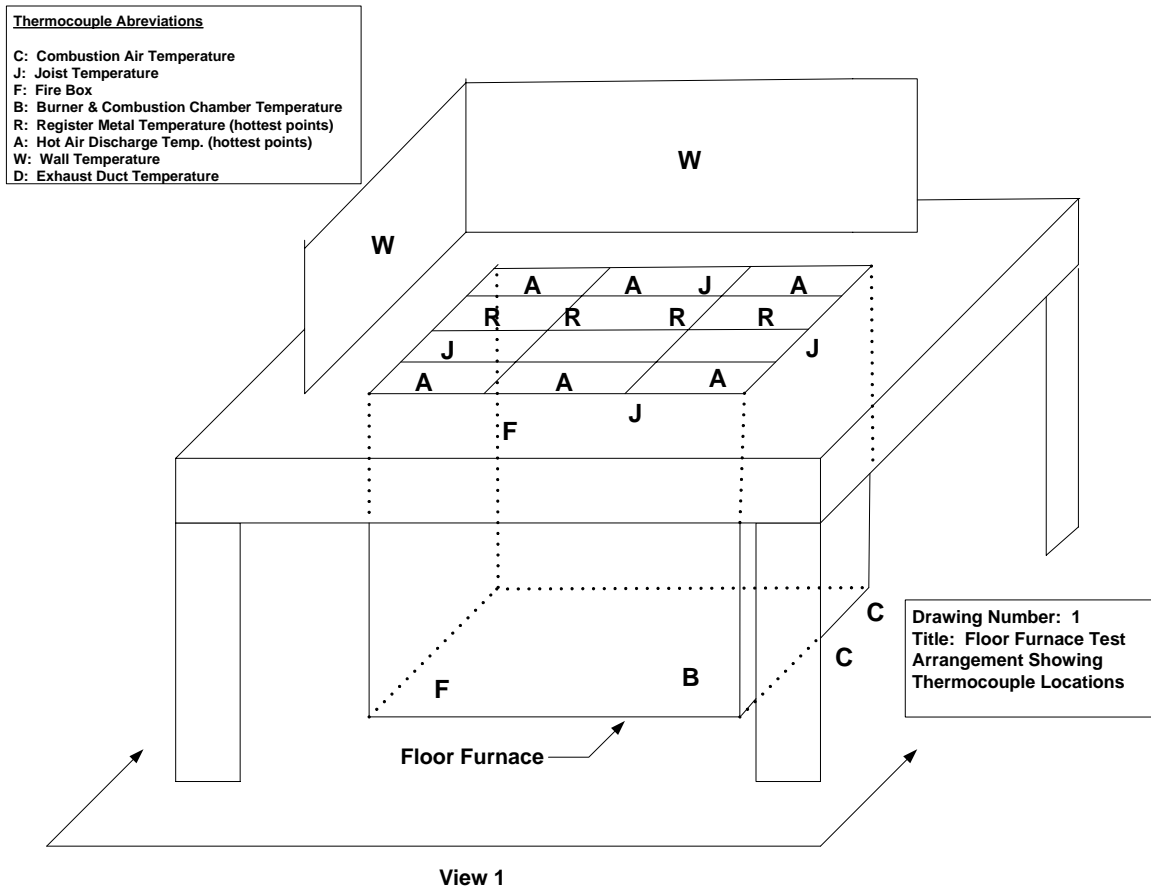 Thermocouple Abreviations
C: Combustion Air Temperature
J: Joist Temperature
F: Fire Box
B: Burner & Combustion Chamber Temperature
R: Register Metal Temperature (hottest points)
A: Hot Air Discharge Temp. (hottest points)
W: Wall Temperature
D: Exhaust Duct Temperature
W
W
A A J A
R R R R
J J
A A A
J
F
C
C
F B
Drawing Number: 1
Title: Floor Furnace Test
Arrangement Showing
Thermocouple Locations
Floor Furnace
View 1